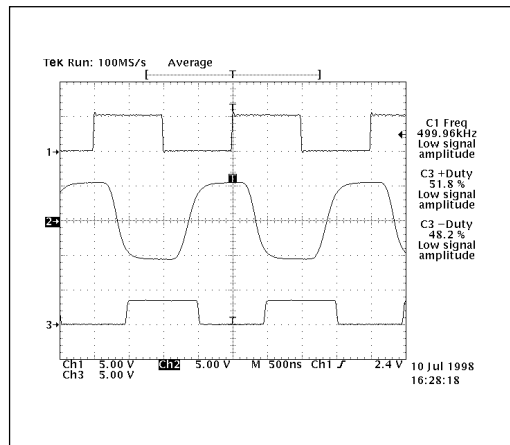 Tek Run: 100MS/s Average
T
C1 Freq
499.96kHz
Low signal
amplitude
C3 +Duty
51.8 %
Low signal
amplitude
C3 −Duty
48.2 %
Low signal
amplitude
1
T
2
3
Ch1 5.00 V Ch2 5.00 V M 500ns Ch1 2.4 V
Ch3 5.00 V
10 Jul 1998
16:28:18